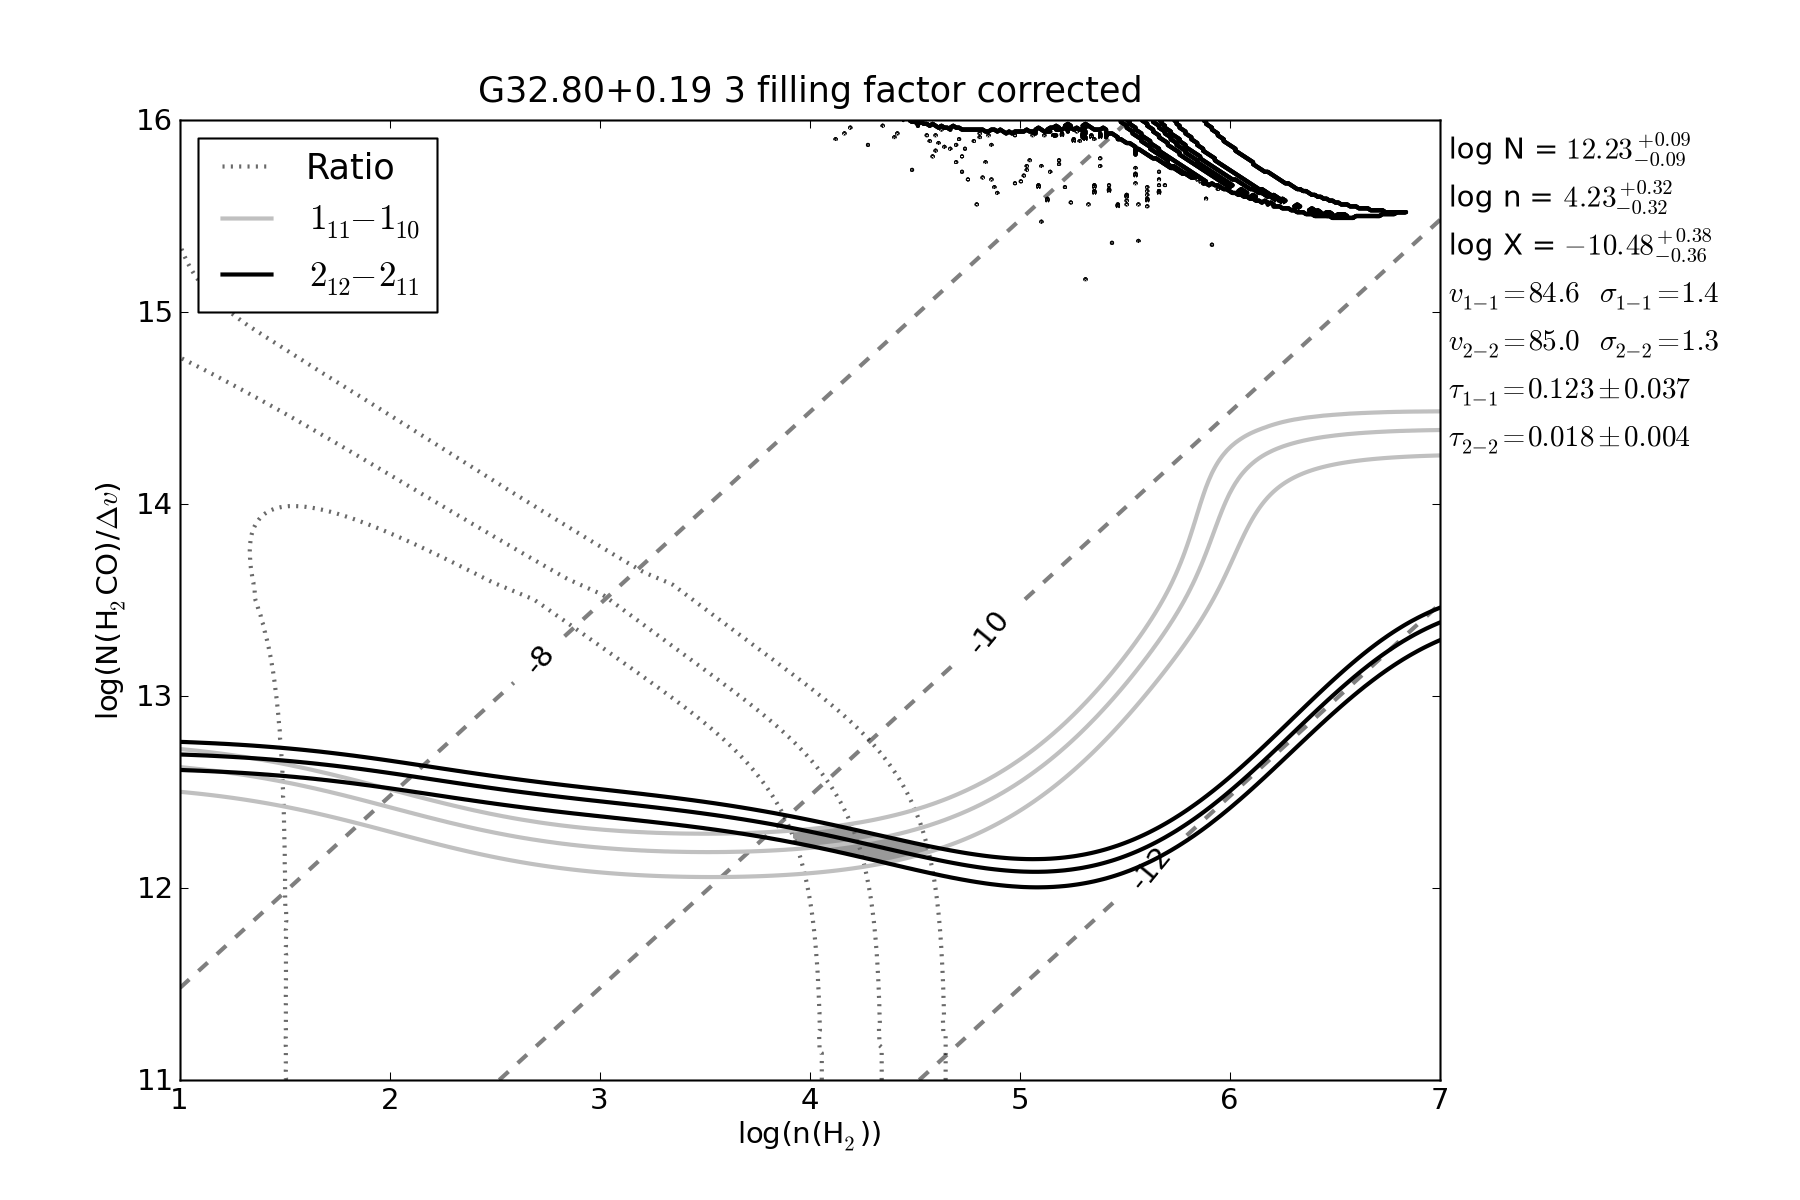 G32.80+0.19 3 filling factor corrected
16
15
14
13
12
11
log(N(H₂CO)/Δv)
Ratio
1₁₁−1₁₀
2₁₂−2₁₁
-8
-10
-12
1 2 3 4 5 6 7
log(n(H₂))
log N = 12.23 +0.09 −0.09
log n = 4.23 +0.32 −0.32
log X = −10.48 +0.38 −0.36
v₁₋₁=84.6 σ₁₋₁=1.4
v₂₋₂=85.0 σ₂₋₂=1.3
τ₁₋₁=0.123±0.037
τ₂₋₂=0.018±0.004